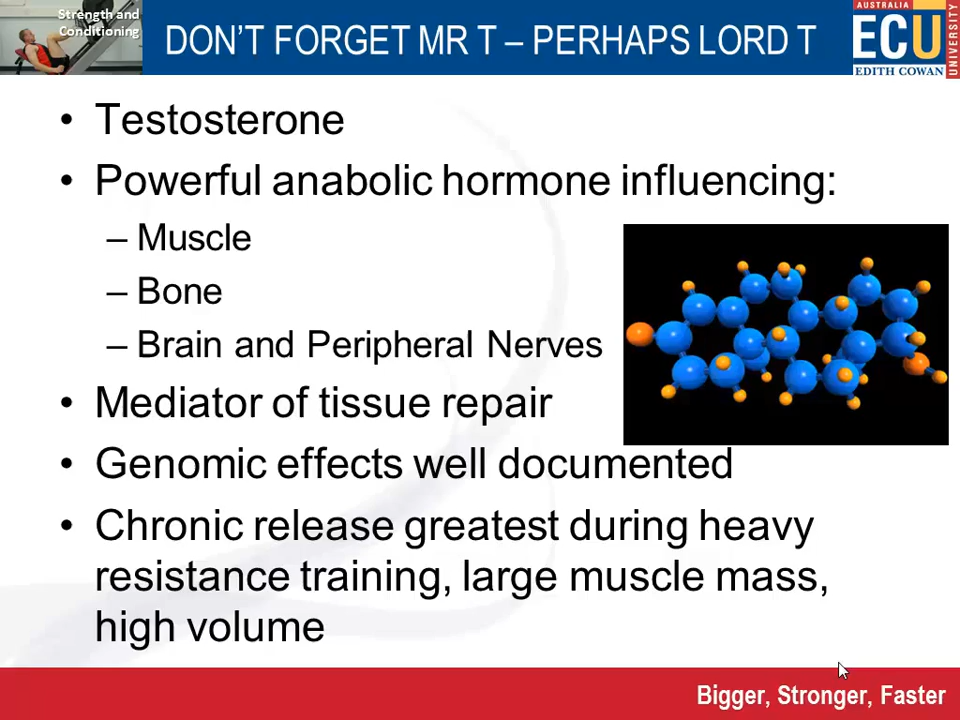 Strength and
Conditioning
DON'T FORGET MR T – PERHAPS LORD T
AUSTRALIA
ECU
EDITH COWAN
UNIVERSITY
• Testosterone
• Powerful anabolic hormone influencing:
– Muscle
– Bone
– Brain and Peripheral Nerves
• Mediator of tissue repair
• Genomic effects well documented
• Chronic release greatest during heavy
resistance training, large muscle mass,
high volume
Bigger, Stronger, Faster